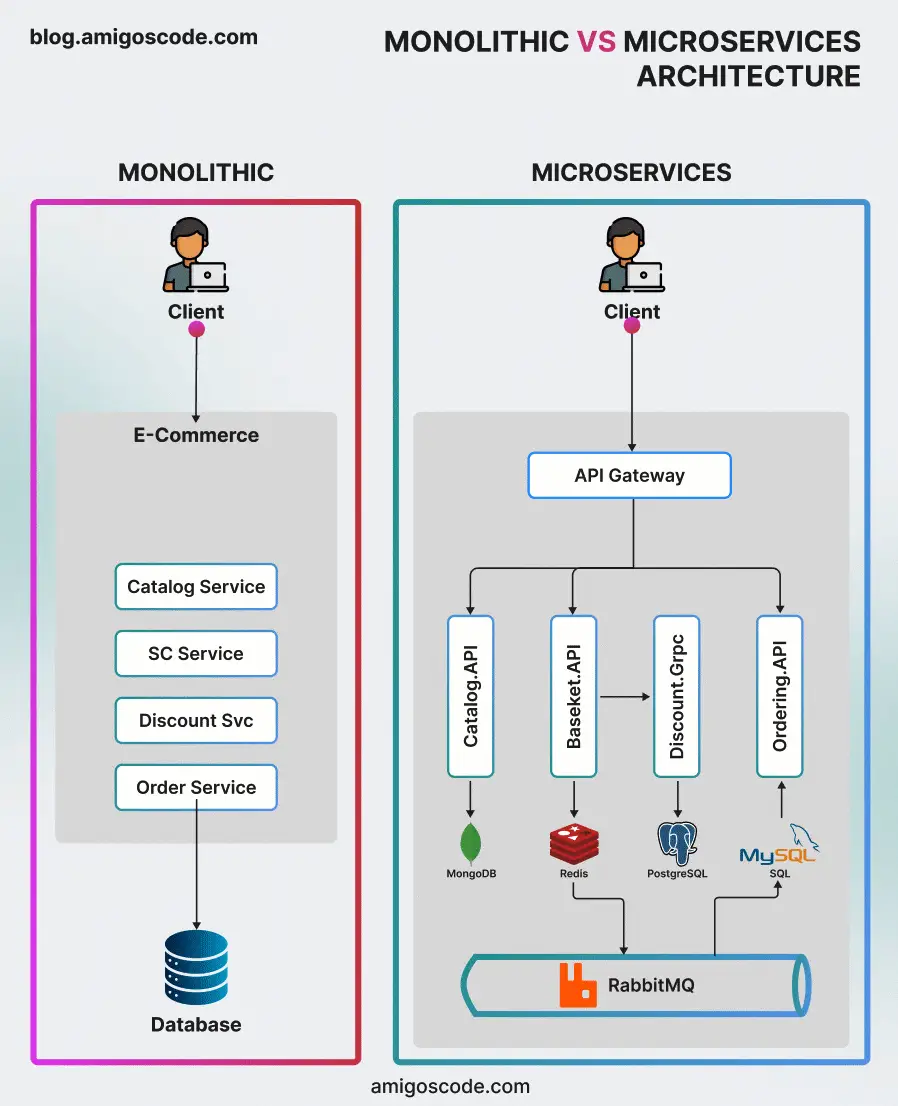 blog.amigoscode.com
MONOLITHIC VS MICROSERVICES
ARCHITECTURE
MONOLITHIC
Client
E-Commerce
Catalog Service
SC Service
Discount Svc
Order Service
Database
MICROSERVICES
Client
API Gateway
Catalog.API
Baseket.API
Discount.Grpc
Ordering.API
MongoDB
Redis
PostgreSQL
MySQL
SQL
RabbitMQ
amigoscode.com